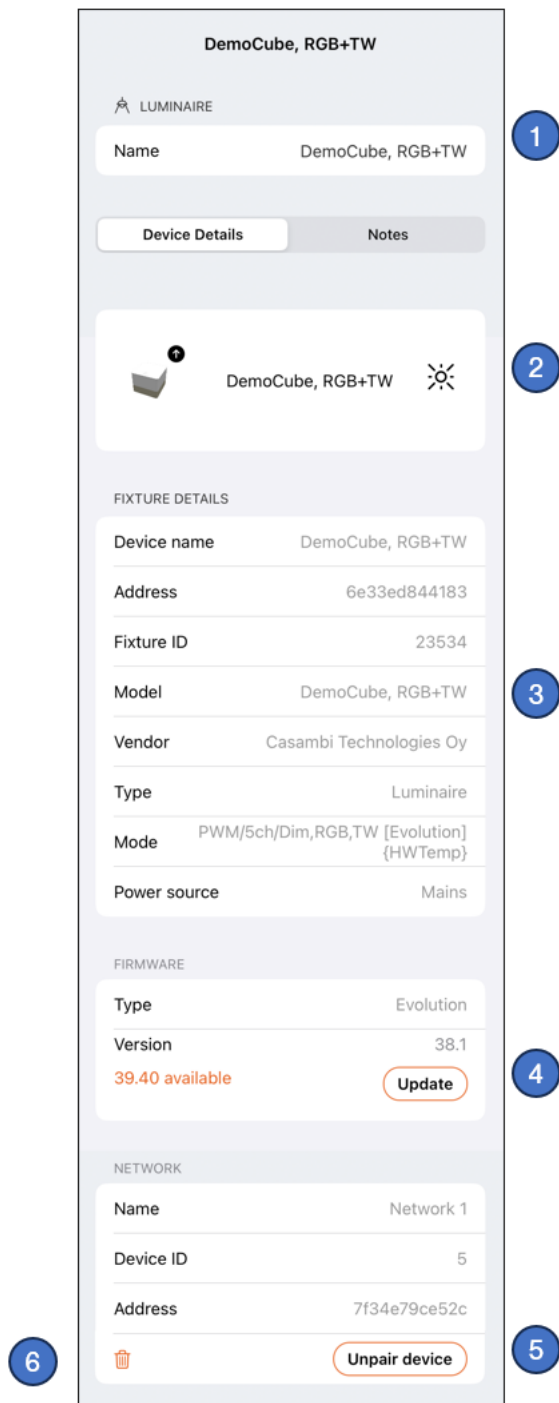 DemoCube, RGB+TW
LUMINAIRE
1
Name DemoCube, RGB+TW
Device Details Notes
DemoCube, RGB+TW
2
FIXTURE DETAILS
Device name DemoCube, RGB+TW
Address 6e33ed844183
Fixture ID 23534
Model DemoCube, RGB+TW
3
Vendor Casambi Technologies Oy
Type Luminaire
Mode PWM/5ch/Dim,RGB,TW [Evolution]
{HWTemp}
Power source Mains
FIRMWARE
Type Evolution
Version 38.1
39.40 available Update
4
NETWORK
Name Network 1
Device ID 5
Address 7f34e79ce52c
6 Unpair device 5